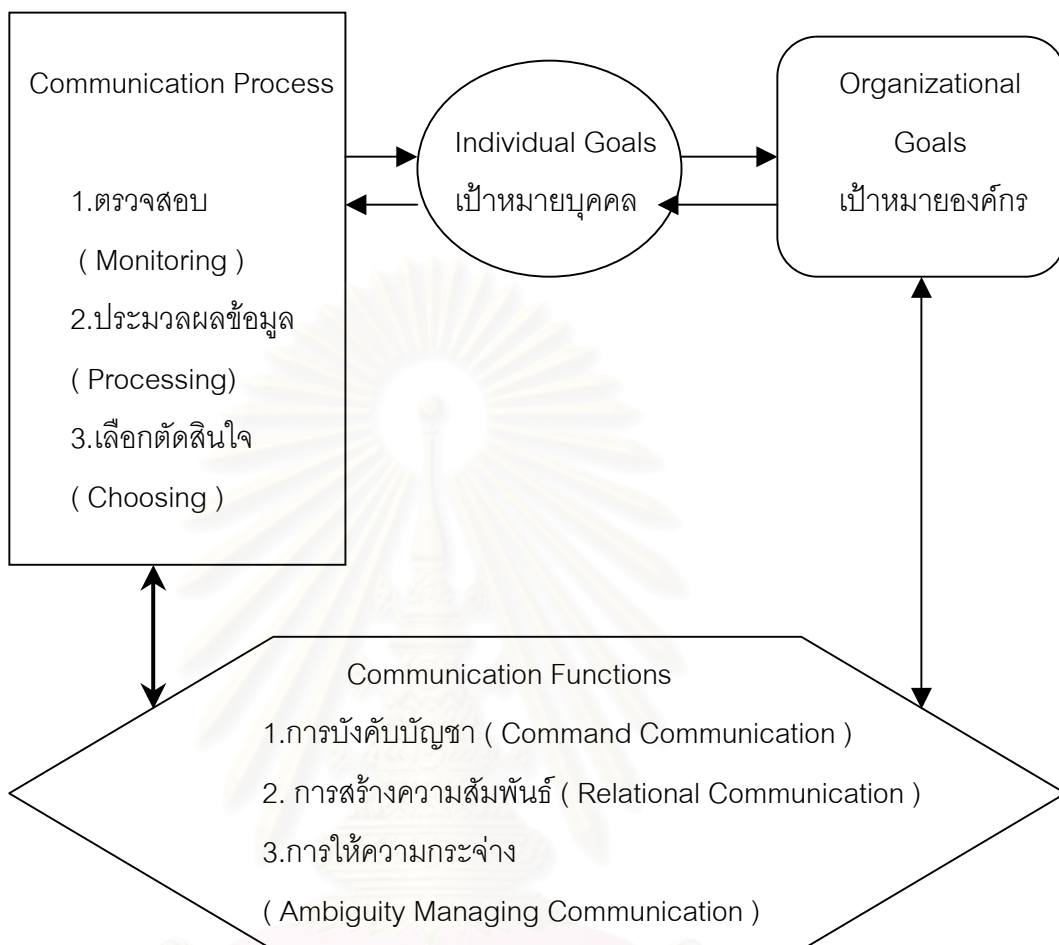 Communication Process
1.ตรวจสอบ
( Monitoring )
2.ประมวลผลข้อมูล
( Processing)
3.เลือกตัดสินใจ
( Choosing )
Individual Goals
เป้าหมายบุคคล
Organizational
Goals
เป้าหมายองค์กร
Communication Functions
1.การบังคับบัญชา ( Command Communication )
2. การสร้างความสัมพันธ์ ( Relational Communication )
3.การให้ความกระจ่าง
( Ambiguity Managing Communication )